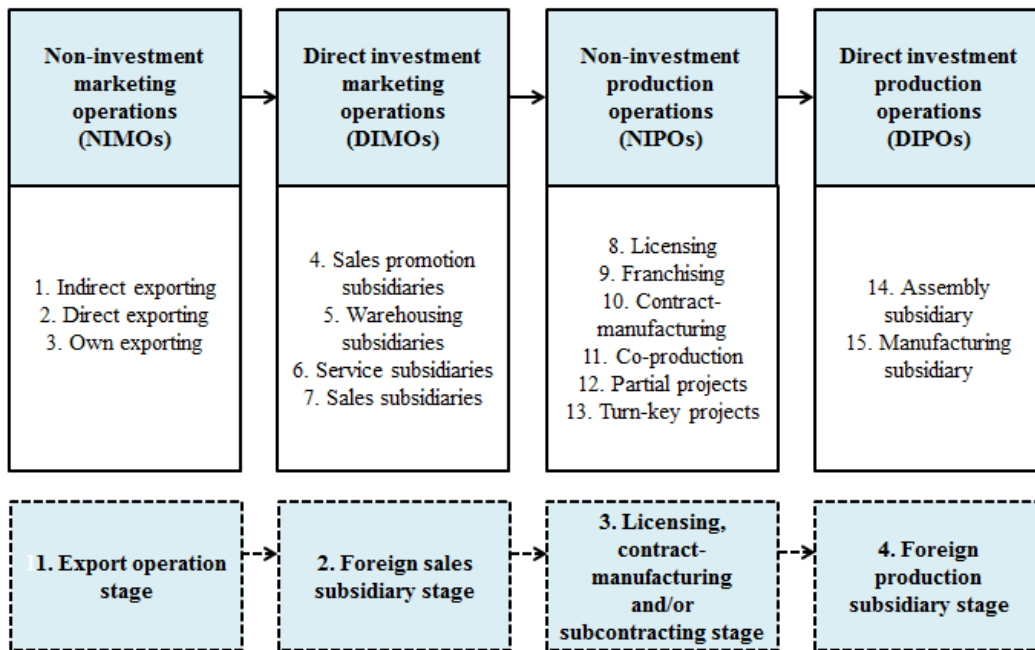 Non-investment
marketing
operations
(NIMOs)
Direct investment
marketing
operations
(DIMOs)
Non-investment
production
operations
(NIPOs)
Direct investment
production
operations
(DIPOs)
1. Indirect exporting
2. Direct exporting
3. Own exporting
4. Sales promotion
subsidiaries
5. Warehousing
subsidiaries
6. Service subsidiaries
7. Sales subsidiaries
8. Licensing
9. Franchising
10. Contract-
manufacturing
11. Co-production
12. Partial projects
13. Turn-key projects
14. Assembly
subsidiary
15. Manufacturing
subsidiary
1. Export operation
stage
2. Foreign sales
subsidiary stage
3. Licensing,
contract-
manufacturing
and/or
subcontracting stage
4. Foreign
production
subsidiary stage